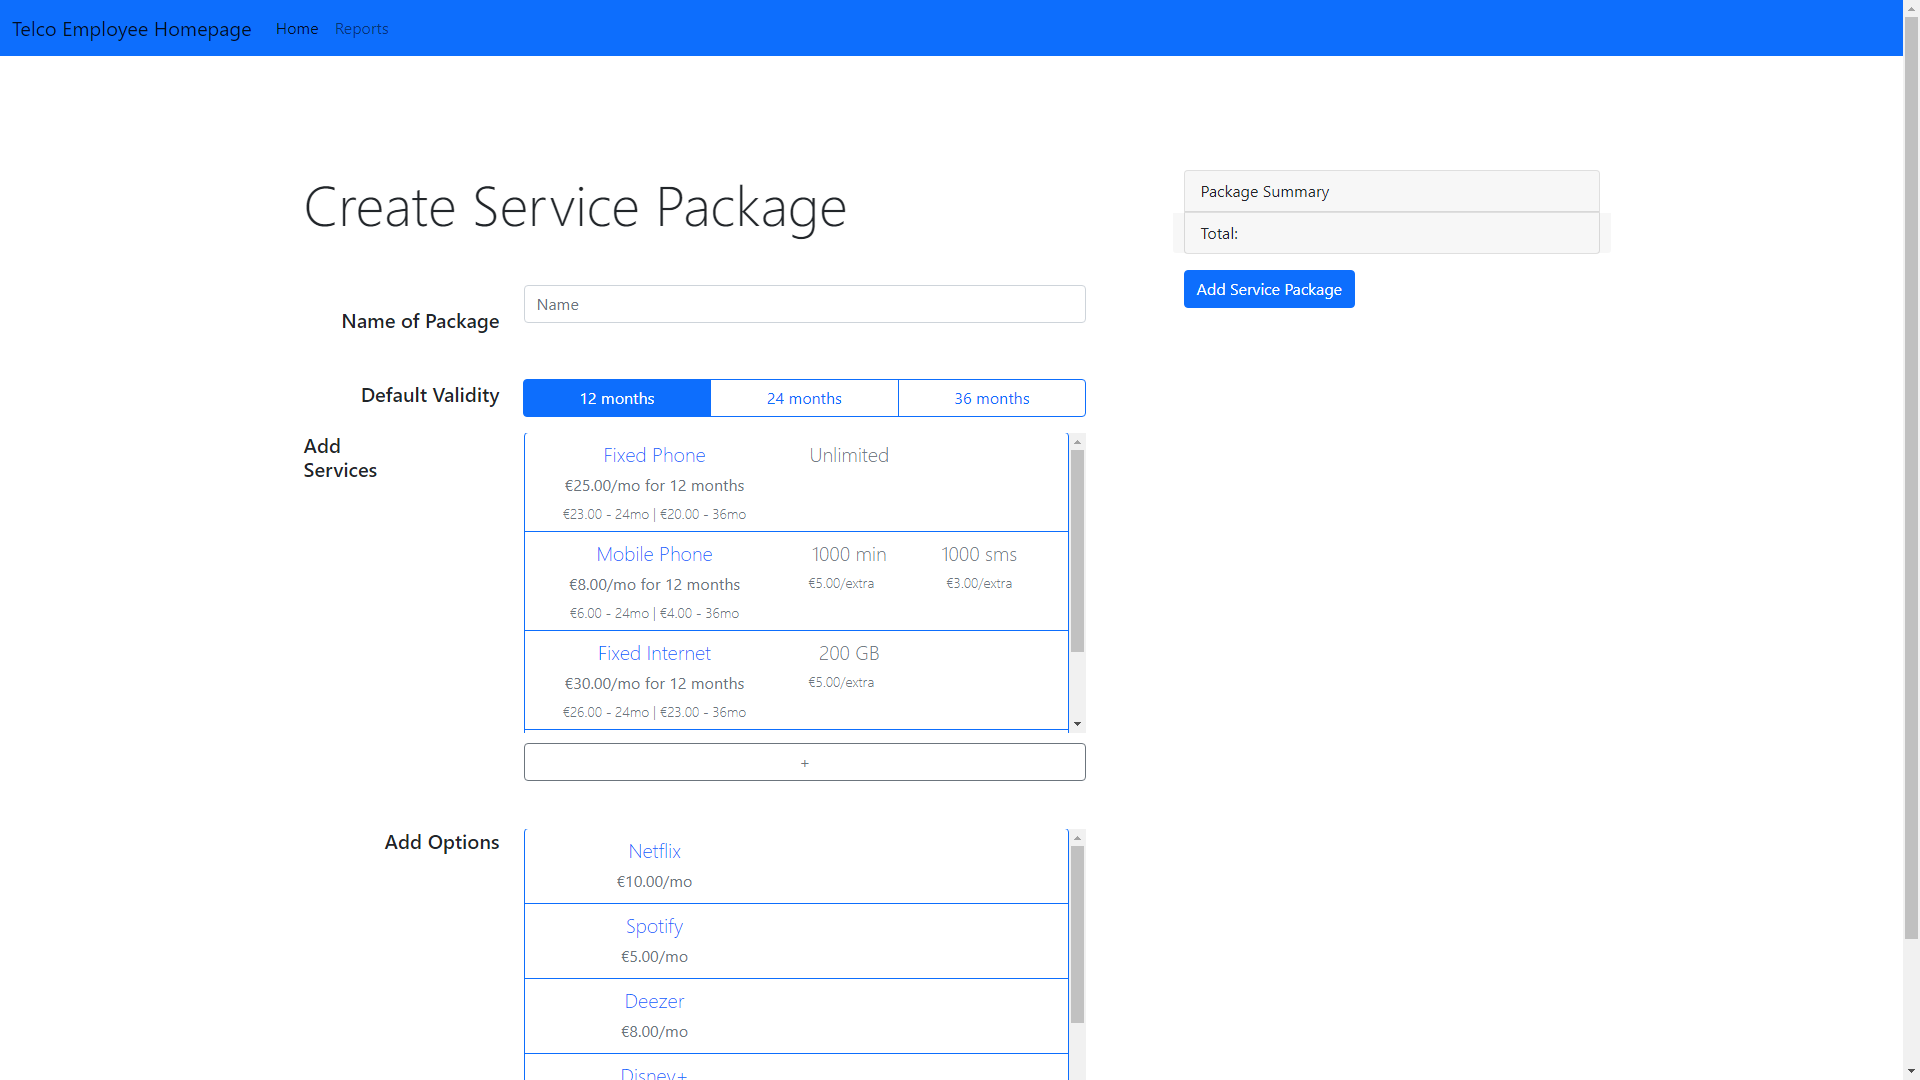 Telco Employee Homepage Home Reports
Create Service Package
Package Summary
Total:
Add Service Package
Name of Package
Name
Default Validity
12 months
24 months
36 months
Add
Services
Fixed Phone
Unlimited
€25.00/mo for 12 months
€23.00 - 24mo | €20.00 - 36mo
Mobile Phone
1000 min
1000 sms
€8.00/mo for 12 months
€5.00/extra
€3.00/extra
€6.00 - 24mo | €4.00 - 36mo
Fixed Internet
200 GB
€30.00/mo for 12 months
€5.00/extra
€26.00 - 24mo | €23.00 - 36mo
+
Add Options
Netflix
€10.00/mo
Spotify
€5.00/mo
Deezer
€8.00/mo
Disney+